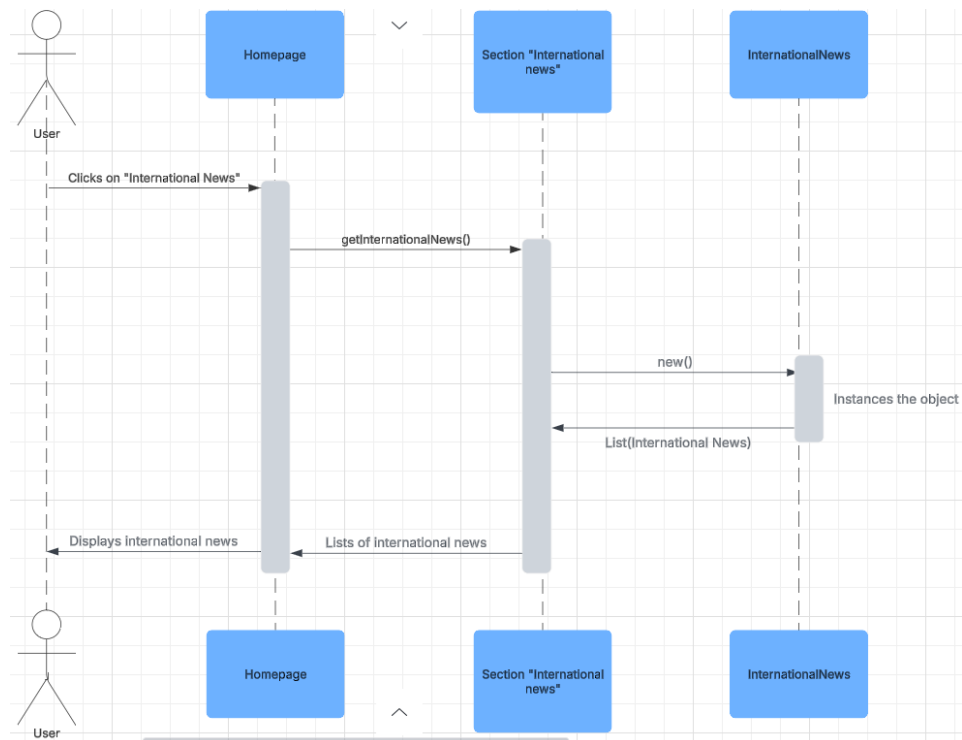 Homepage
Section "International
news"
InternationalNews
User
Clicks on "International News"
getInternationalNews()
new()
Instances the object
List(International News)
Displays international news
Lists of international news
Homepage
Section "International
news"
InternationalNews
User